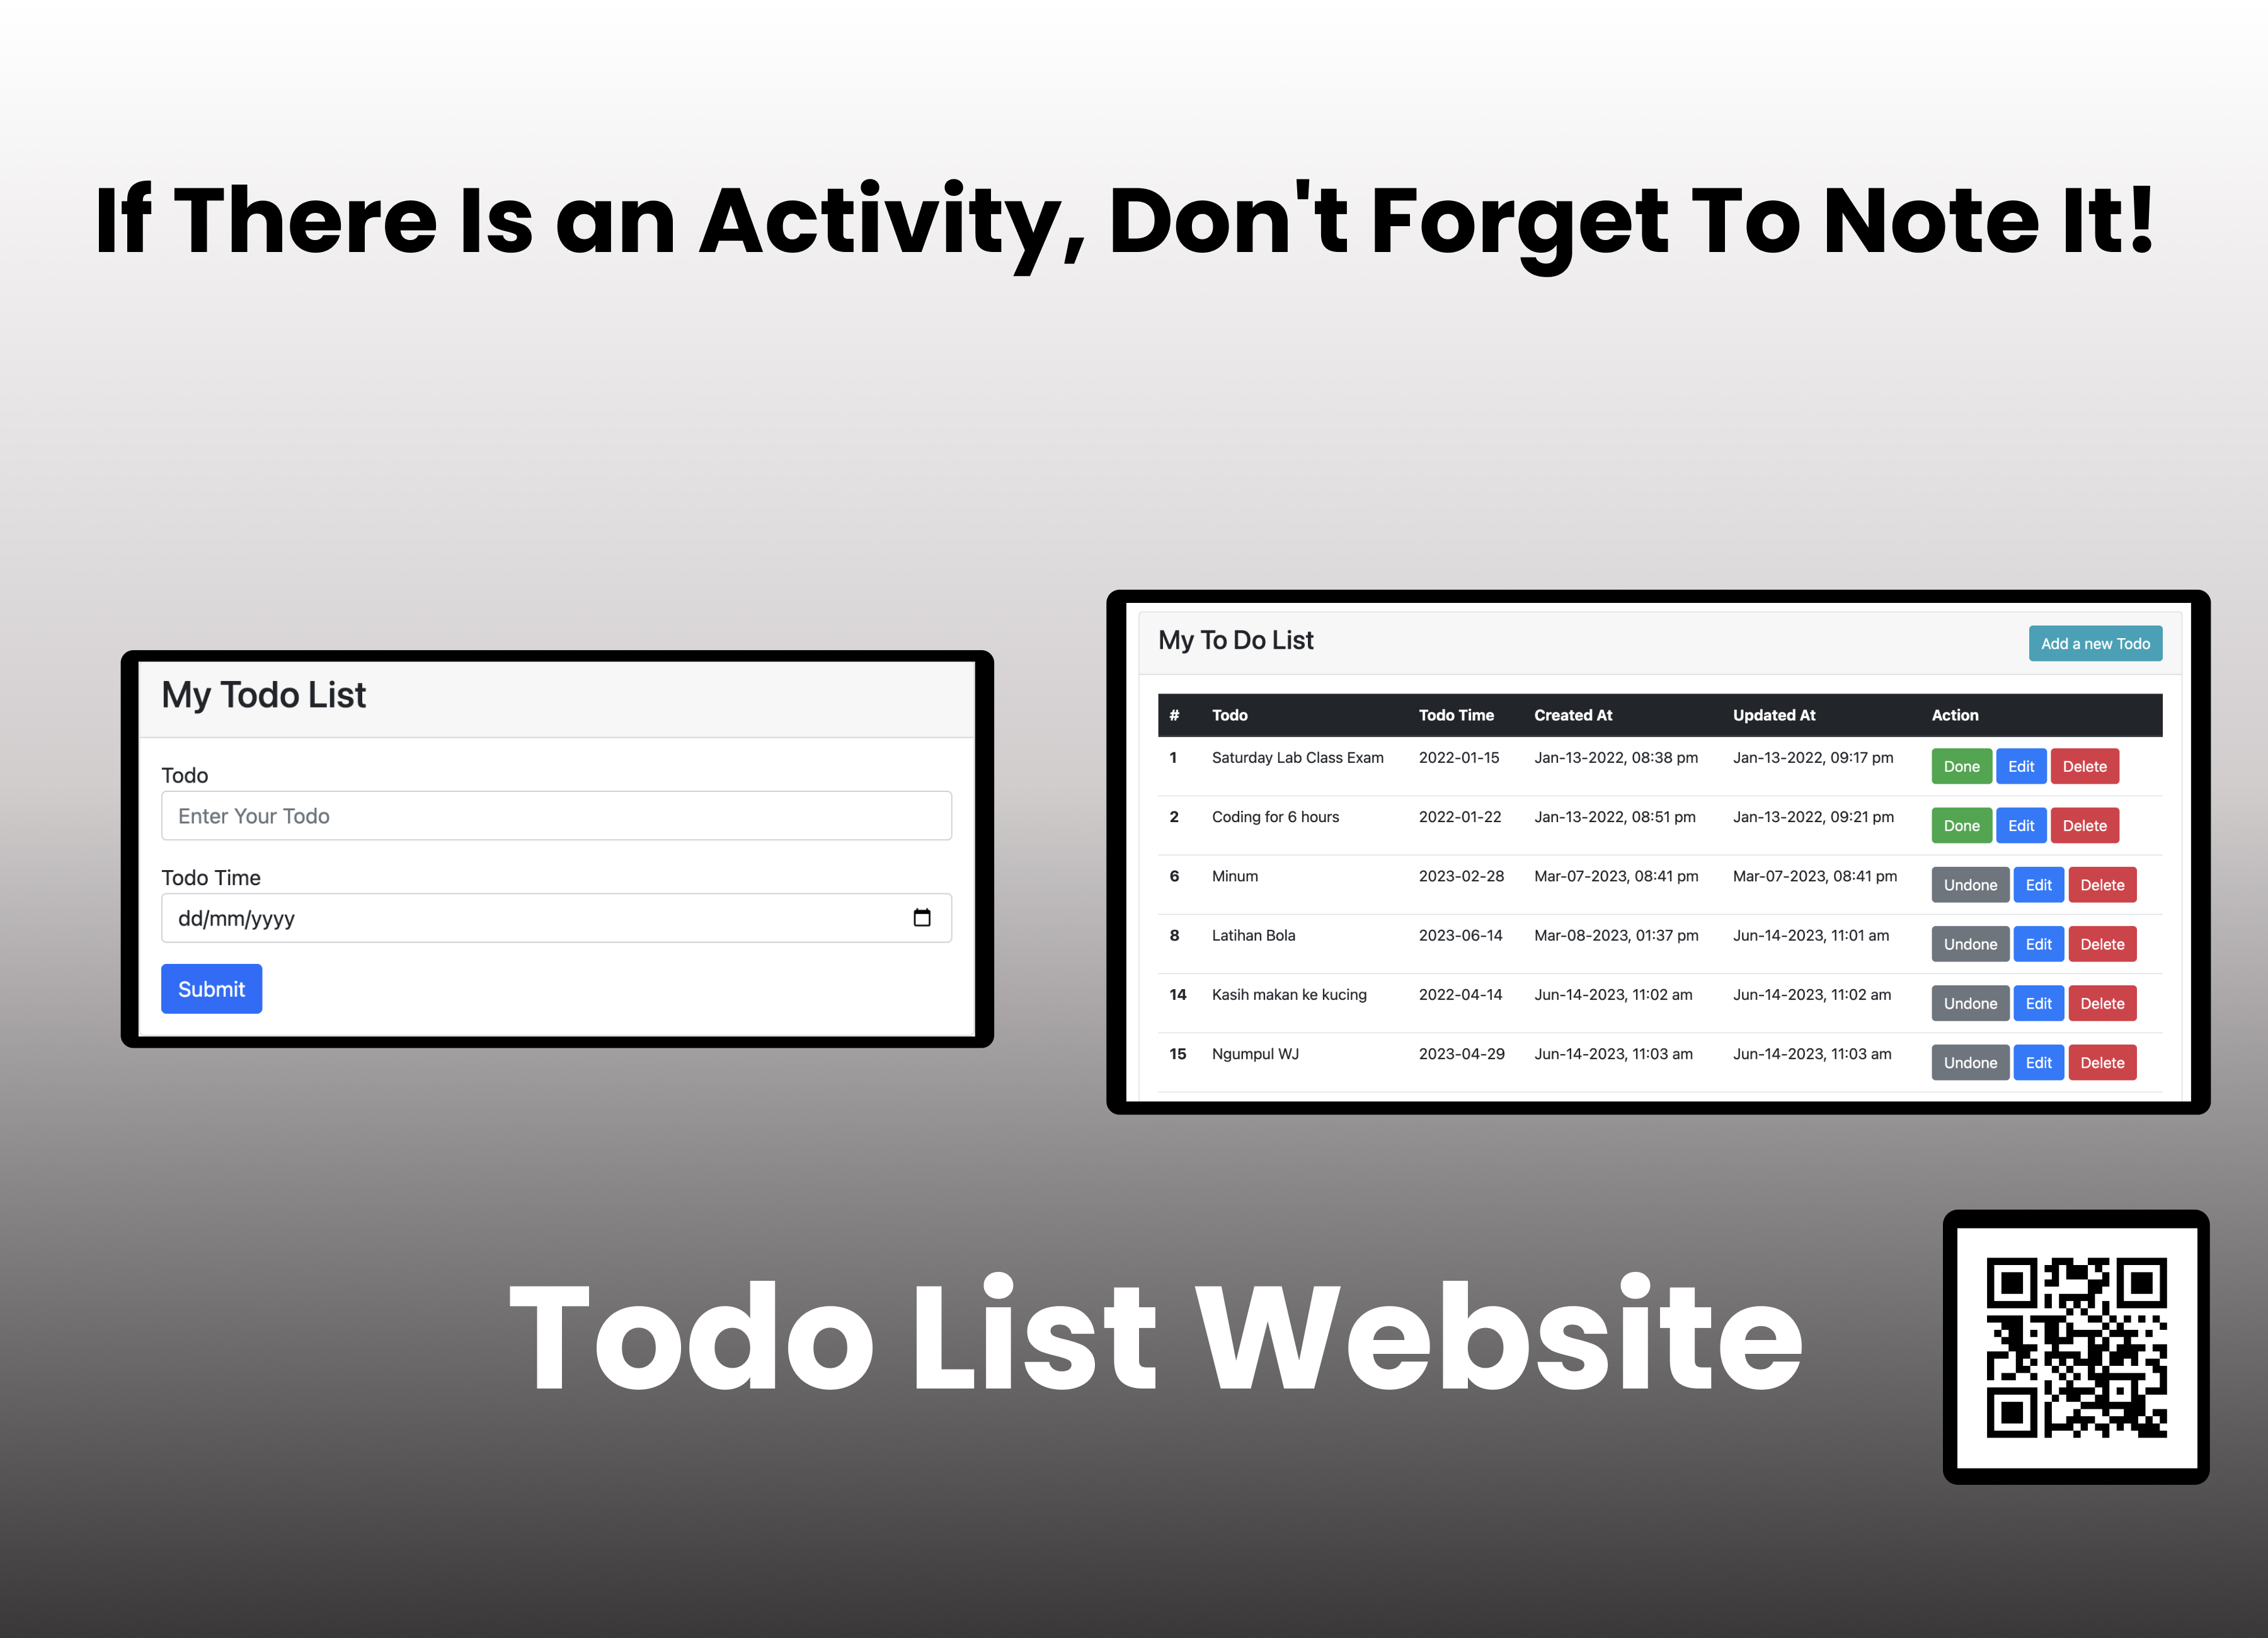 If There Is an Activity, Don't Forget To Note It!
My Todo List
Todo
Enter Your Todo
Todo Time
dd/mm/yyyy
Submit
My To Do List Add a new Todo
# Todo Todo Time Created At Updated At Action
1 Saturday Lab Class Exam 2022-01-15 Jan-13-2022, 08:38 pm Jan-13-2022, 09:17 pm Done Edit Delete
2 Coding for 6 hours 2022-01-22 Jan-13-2022, 08:51 pm Jan-13-2022, 09:21 pm Done Edit Delete
6 Minum 2023-02-28 Mar-07-2023, 08:41 pm Mar-07-2023, 08:41 pm Undone Edit Delete
8 Latihan Bola 2023-06-14 Mar-08-2023, 01:37 pm Jun-14-2023, 11:01 am Undone Edit Delete
14 Kasih makan ke kucing 2022-04-14 Jun-14-2023, 11:02 am Jun-14-2023, 11:02 am Undone Edit Delete
15 Ngumpul WJ 2023-04-29 Jun-14-2023, 11:03 am Jun-14-2023, 11:03 am Undone Edit Delete
Todo List Website